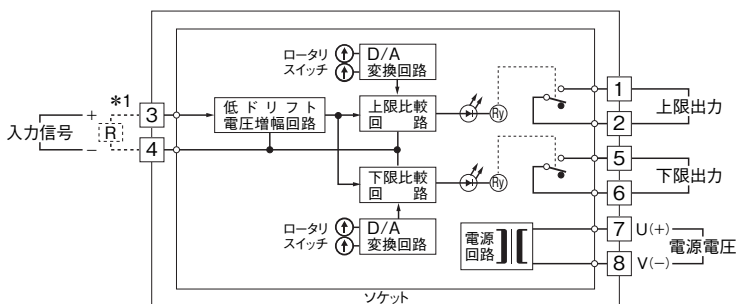 ロータリ
スイッチ
D/A
変換回路
*1
入力信号
+
−
R
3
4
低ドリフト
電圧増幅回路
上限比較
回　路
Ry
1
2
上限出力
下限比較
回　路
Ry
5
6
下限出力
ロータリ
スイッチ
D/A
変換回路
電源
回路
7
U(+)
8
V(−)
電源電圧
ソケット